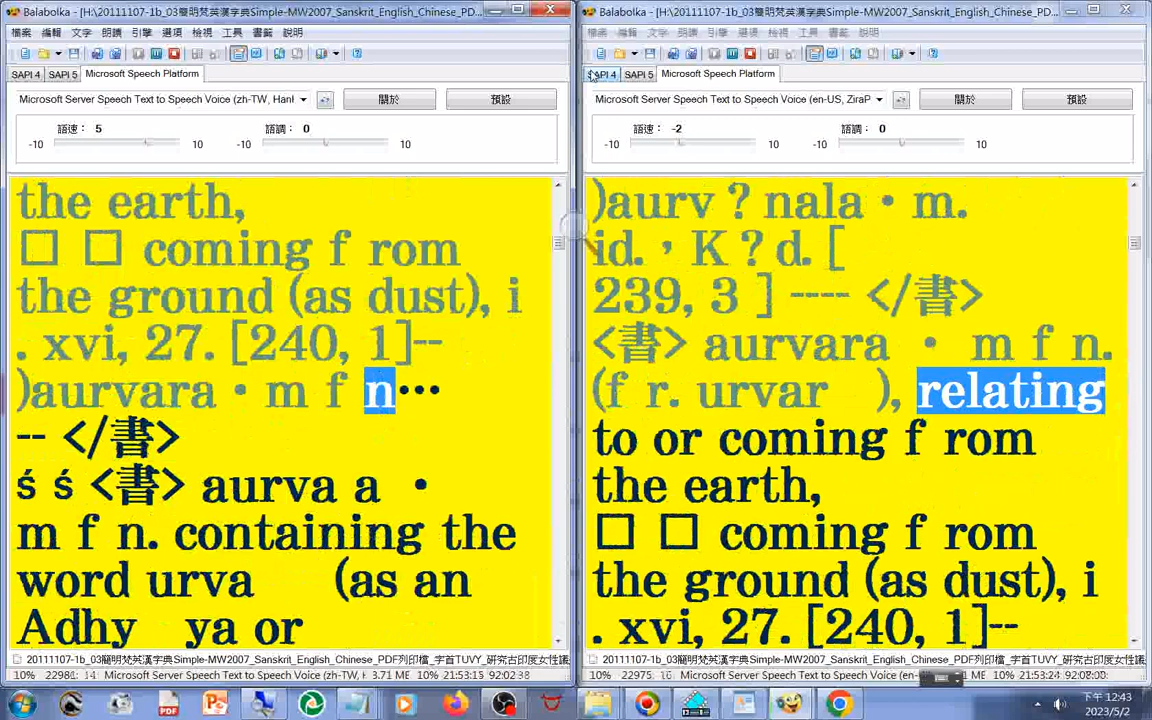 Balabolka - [H:\20111107-1b_03簡明梵英漢字典Simple-MW2007_Sanskrit_English_Chinese_PD...
檔案 編輯 文字 朗讀 引擎 選項 檢視 工具 書籤 說明
SAPI 4 SAPI 5 Microsoft Speech Platform
Microsoft Server Speech Text to Speech Voice (zh-TW, Hanl 關於 預設
語速： 5 語調： 0
-10 10 -10 10
the earth,
□ □ coming f rom
the ground (as dust), i
. xvi, 27. [240, 1]--
)aurvara • m f n•••
-- </書>
ś ś <書> aurva a •
m f n. containing the
word urva (as an
Adhy ya or
20111107-1b_03簡明梵英漢字典Simple-MW2007_Sanskrit_English_Chinese_PDF列印檔_字首TUVY_研究古印度女性議
10% 22981: 14 Microsoft Server Speech Text to Speech Voice (zh-TW, H 3.71 ME 10% 21:53:15 92:02:38
Balabolka - [H:\20111107-1b_03簡明梵英漢字典Simple-MW2007_Sanskrit_English_Chinese_PDF...
檔案 編輯 文字 朗讀 引擎 選項 檢視 工具 書籤 說明
SAPI 4 SAPI 5 Microsoft Speech Platform
Microsoft Server Speech Text to Speech Voice (en-US, ZiraP 關於 預設
語速： -2 語調： 0
-10 10 -10 10
)aurv ? nala • m.
id. ， K ? d. [
239, 3 ] ---- </書>
<書> aurvara • m f n.
(f r. urvar ), relating
to or coming f rom
the earth,
□ □ coming f rom
the ground (as dust), i
. xvi, 27. [240, 1]--
20111107-1b_03簡明梵英漢字典Simple-MW2007_Sanskrit_English_Chinese_PDF列印檔_字首TUVY_研究古印度女性議
10% 22975: 16 Microsoft Server Speech Text to Speech Voice (en-U 1 ME 10% 21:53:24 92:08:00
下午 12:43
2023/5/2